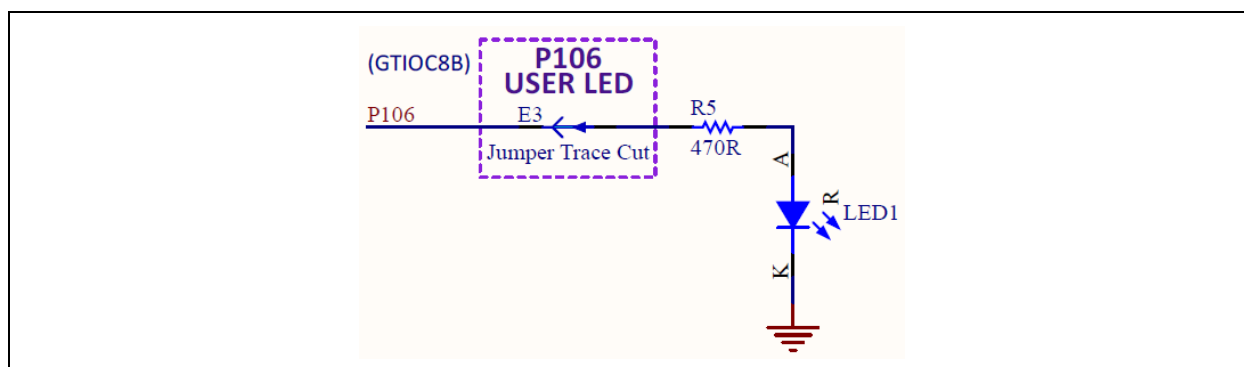 (GTIOC8B)
P106
USER LED
P106
E3
Jumper Trace Cut
R5
470R
A
R
LED1
K